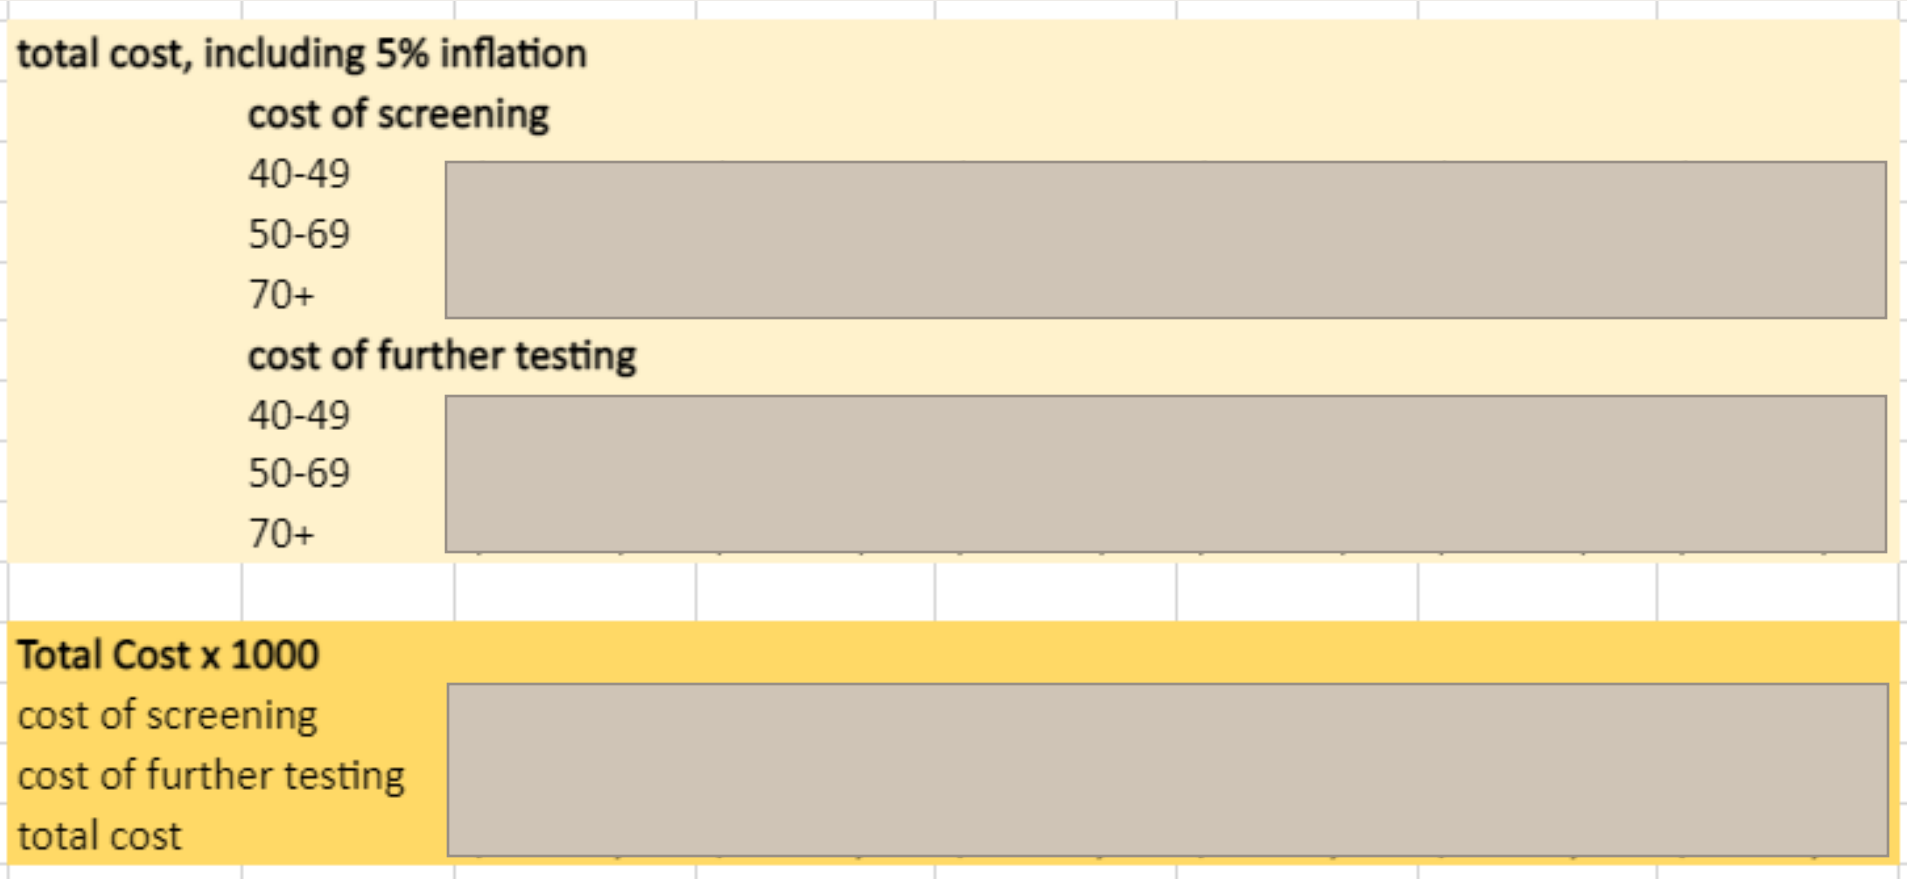 total cost, including 5% inflation
cost of screening
40-49
50-69
70+
cost of further testing
40-49
50-69
70+
Total Cost x 1000
cost of screening
cost of further testing
total cost